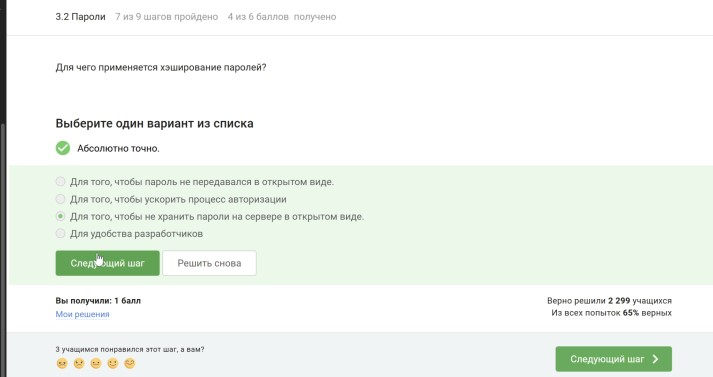 3.2 Пароли 7 из 9 шагов пройдено 4 из 6 баллов получено
Для чего применяется хэширование паролей?
Выберите один вариант из списка
Абсолютно точно.
Для того, чтобы пароль не передавался в открытом виде.
Для того, чтобы ускорить процесс авторизации
Для того, чтобы не хранить пароли на сервере в открытом виде.
Для удобства разработчиков
Следующий шаг Решить снова
Вы получили: 1 балл
Мои решения
Верно решили 2 299 учащихся
Из всех попыток 65% верных
3 учащимся понравился этот шаг, а вам?
Следующий шаг